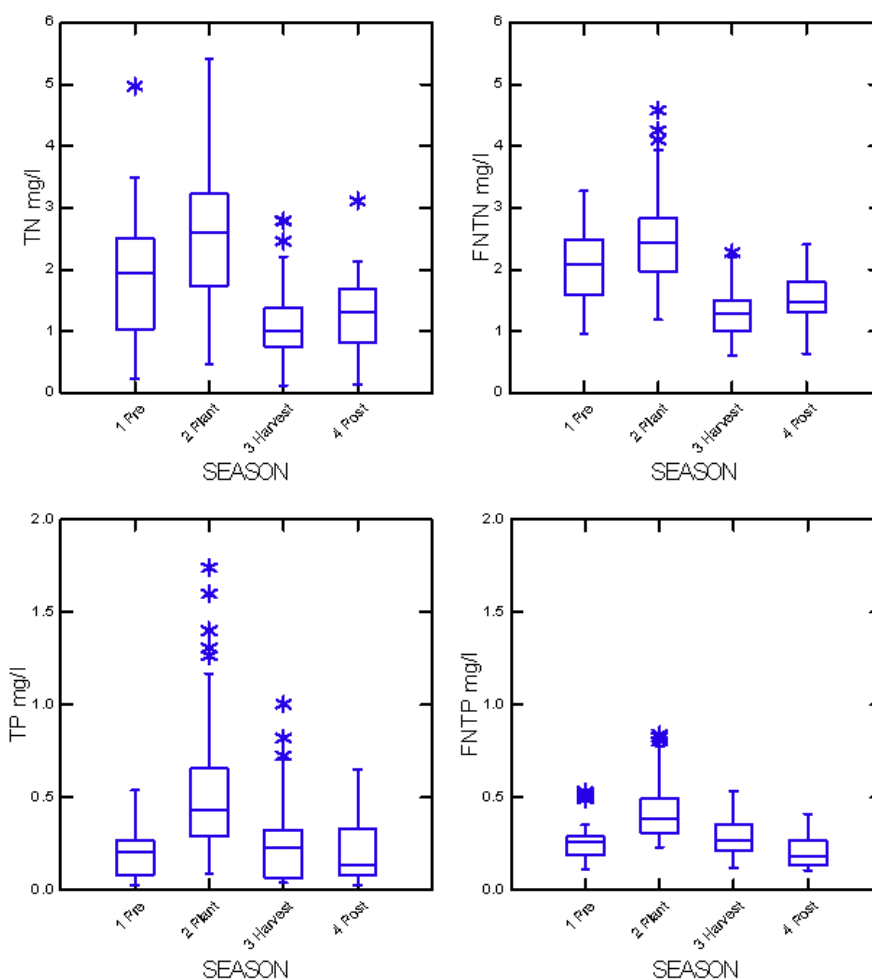 6
5
4
3
2
1
0
TN mg/l
1 Pre
2 Plant
3 Harvest
4 Post
SEASON
6
5
4
3
2
1
0
FNTN mg/l
1 Pre
2 Plant
3 Harvest
4 Post
SEASON
2.0
1.5
1.0
0.5
0.0
TP mg/l
1 Pre
2 Plant
3 Harvest
4 Post
SEASON
2.0
1.5
1.0
0.5
0.0
FNTP mg/l
1 Pre
2 Plant
3 Harvest
4 Post
SEASON